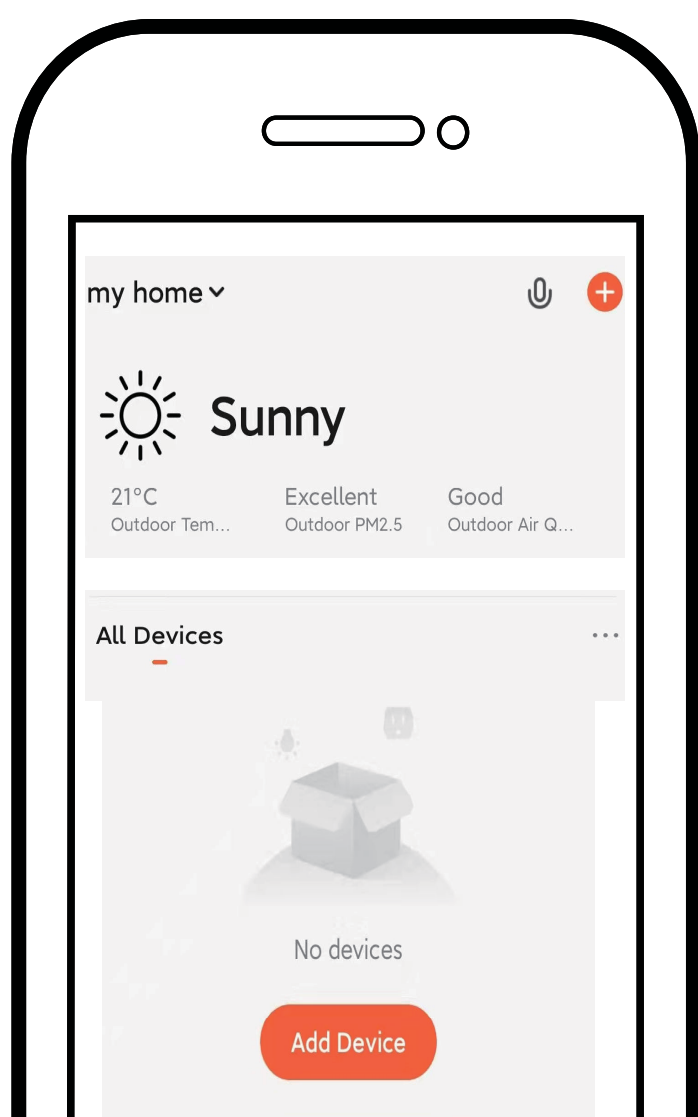 my home
Sunny
21°C Excellent Good
Outdoor Tem... Outdoor PM2.5 Outdoor Air Q...
All Devices
No devices
Add Device